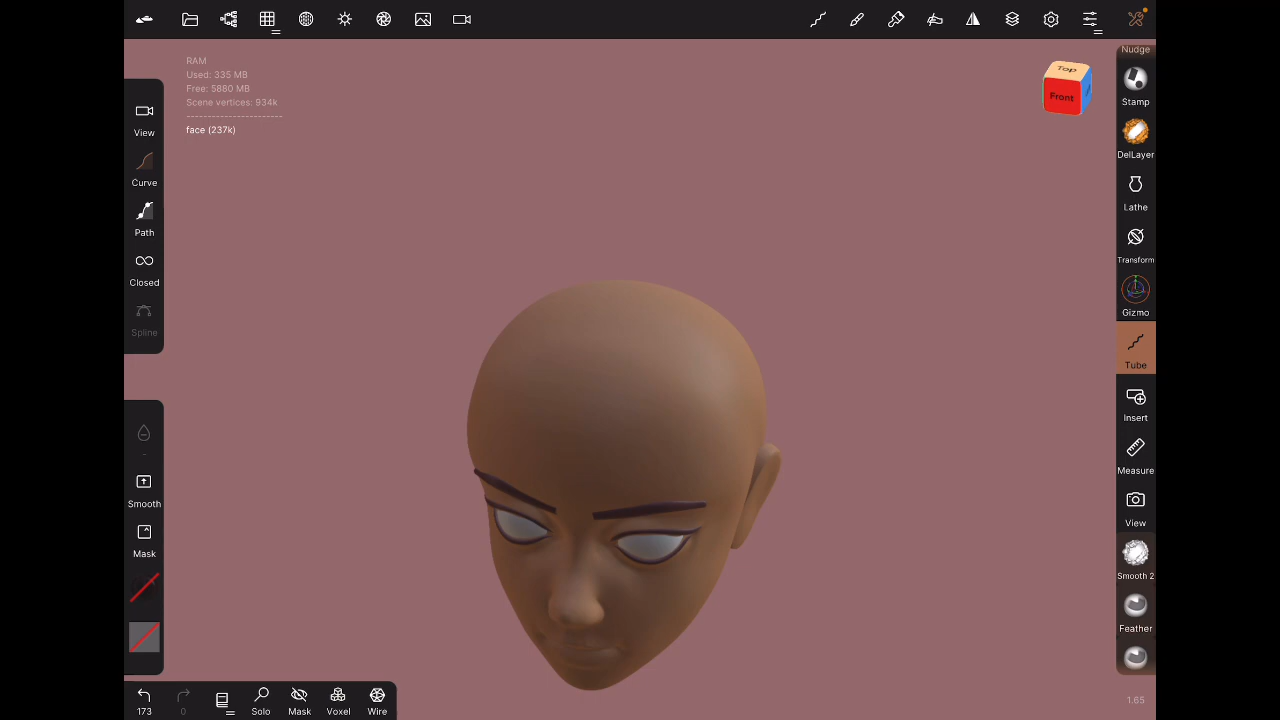 RAM
Used: 335 MB
Free: 5880 MB
Scene vertices: 934k
-----------------------
face (237k)
Top
Front
View
Curve
Path
Closed
Spline
Smooth
Mask
173
0
Solo
Mask
Voxel
Wire
Nudge
Stamp
DelLayer
Lathe
Transform
Gizmo
Tube
Insert
Measure
View
Smooth 2
Feather
1.65